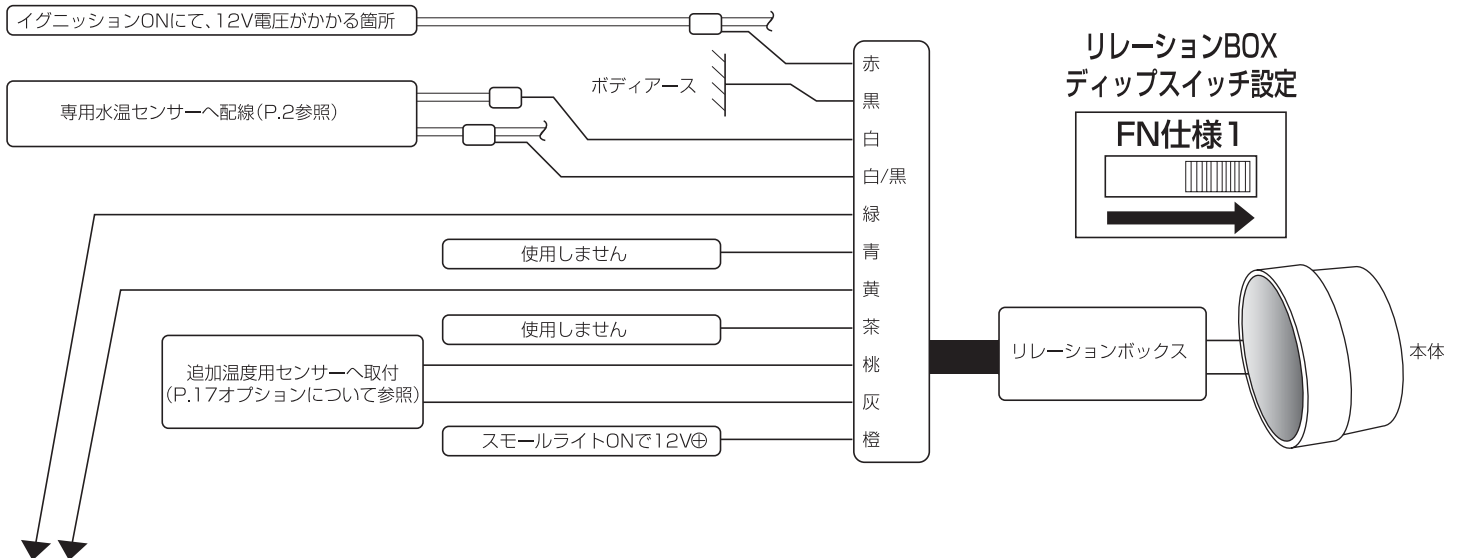 イグニッションONにて、12V電圧がかかる箇所
専用水温センサーへ配線(P.2参照)
ボディアース
赤
黒
白
白/黒
緑
青
黄
茶
桃
灰
橙
使用しません
使用しません
追加温度用センサーへ取付
(P.17オプションについて参照)
スモールライトONで12V⊕
リレーションBOX
ディップスイッチ設定
FN仕様1
リレーションボックス
本体